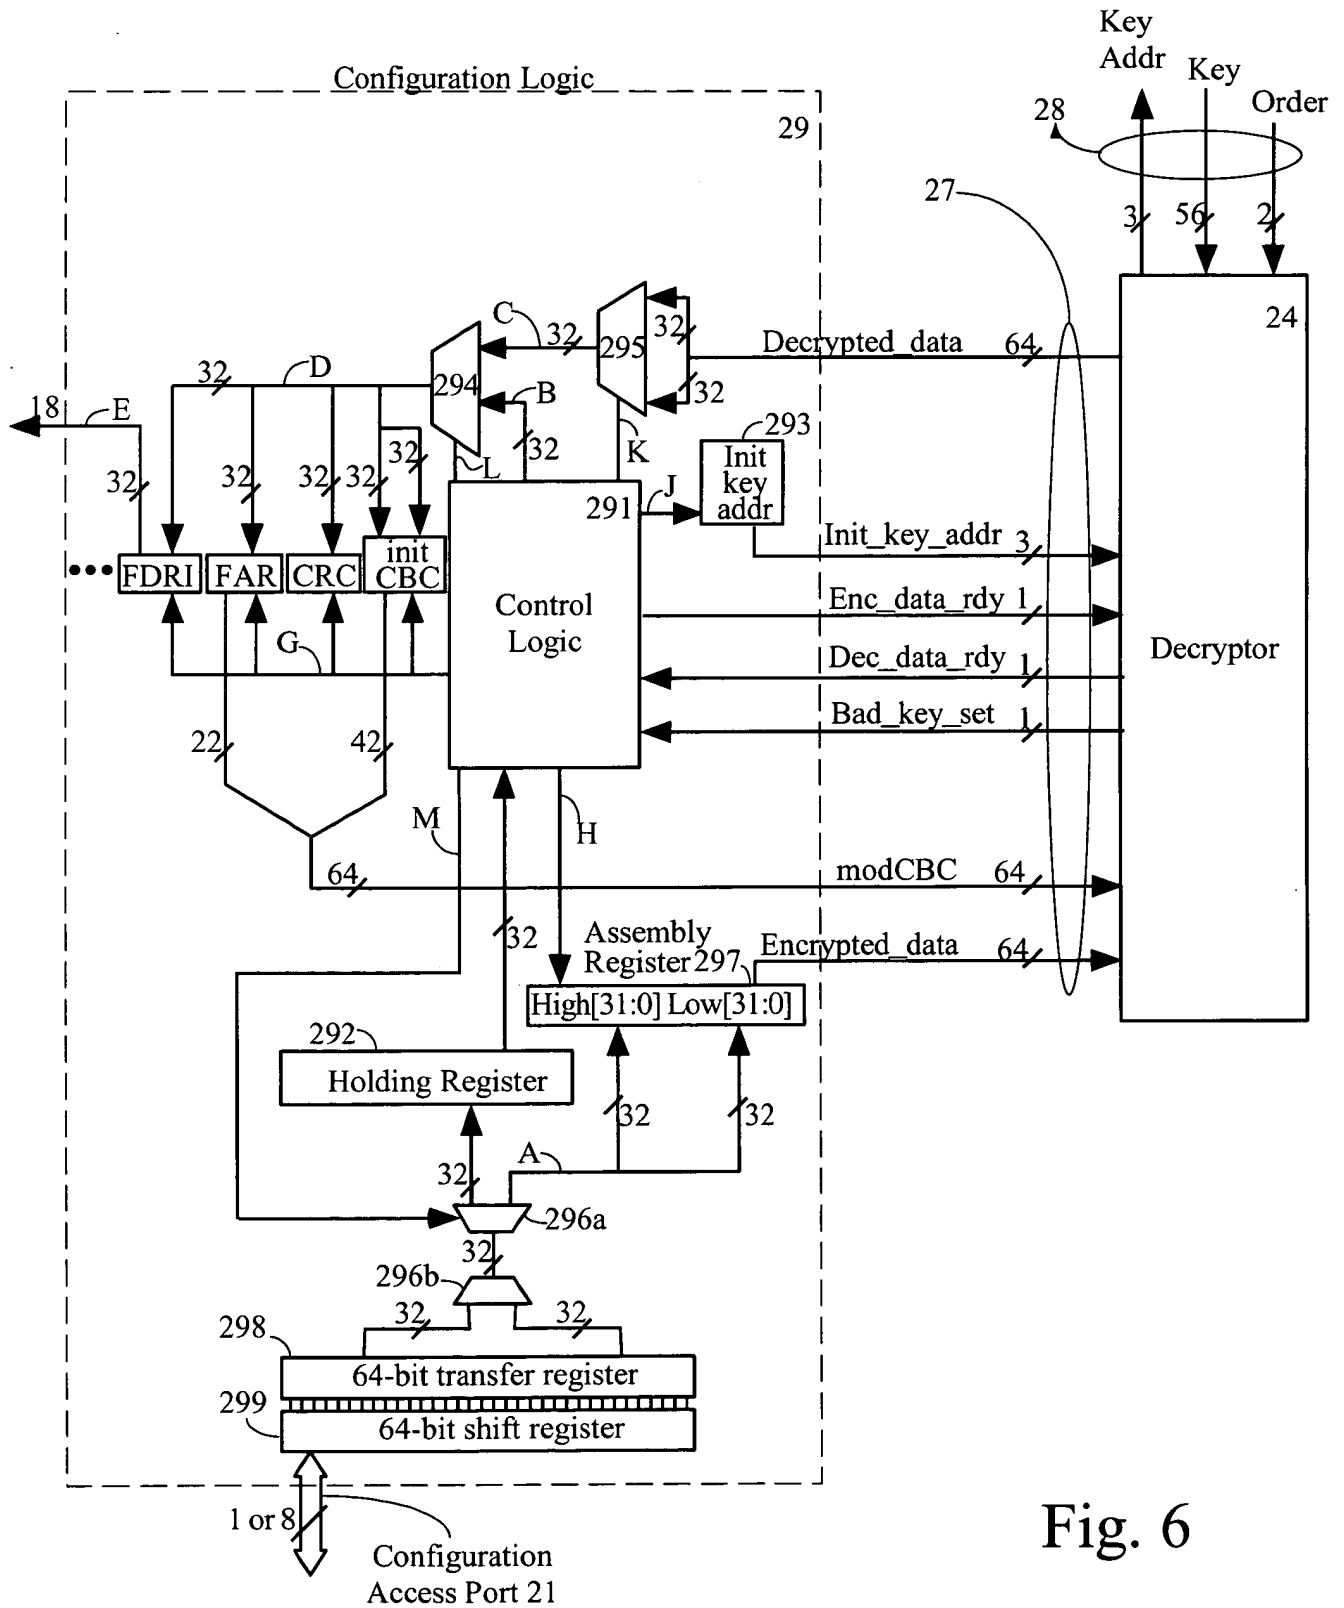 Key
Addr
Key
Order
Configuration Logic
29
28
27
3
56
2
24
C
32
295
32
Decrypted_data
64
32
D
294
B
32
32
K
293
18
E
Init
key
addr
32
32
32
32
32
L
291
J
Init_key_addr
3
FDRI
FAR
CRC
init
CBC
Control
Logic
Enc_data_rdy
1
G
Dec_data_rdy
1
Decryptor
Bad_key_set
1
22
42
M
H
64
modCBC
64
32
Assembly
Register
297
Encrypted_data
64
High[31:0]
Low[31:0]
292
Holding Register
32
32
A
32
296a
32
296b
32
32
298
64-bit transfer register
299
64-bit shift register
1 or 8
Configuration
Access Port 21
Fig. 6